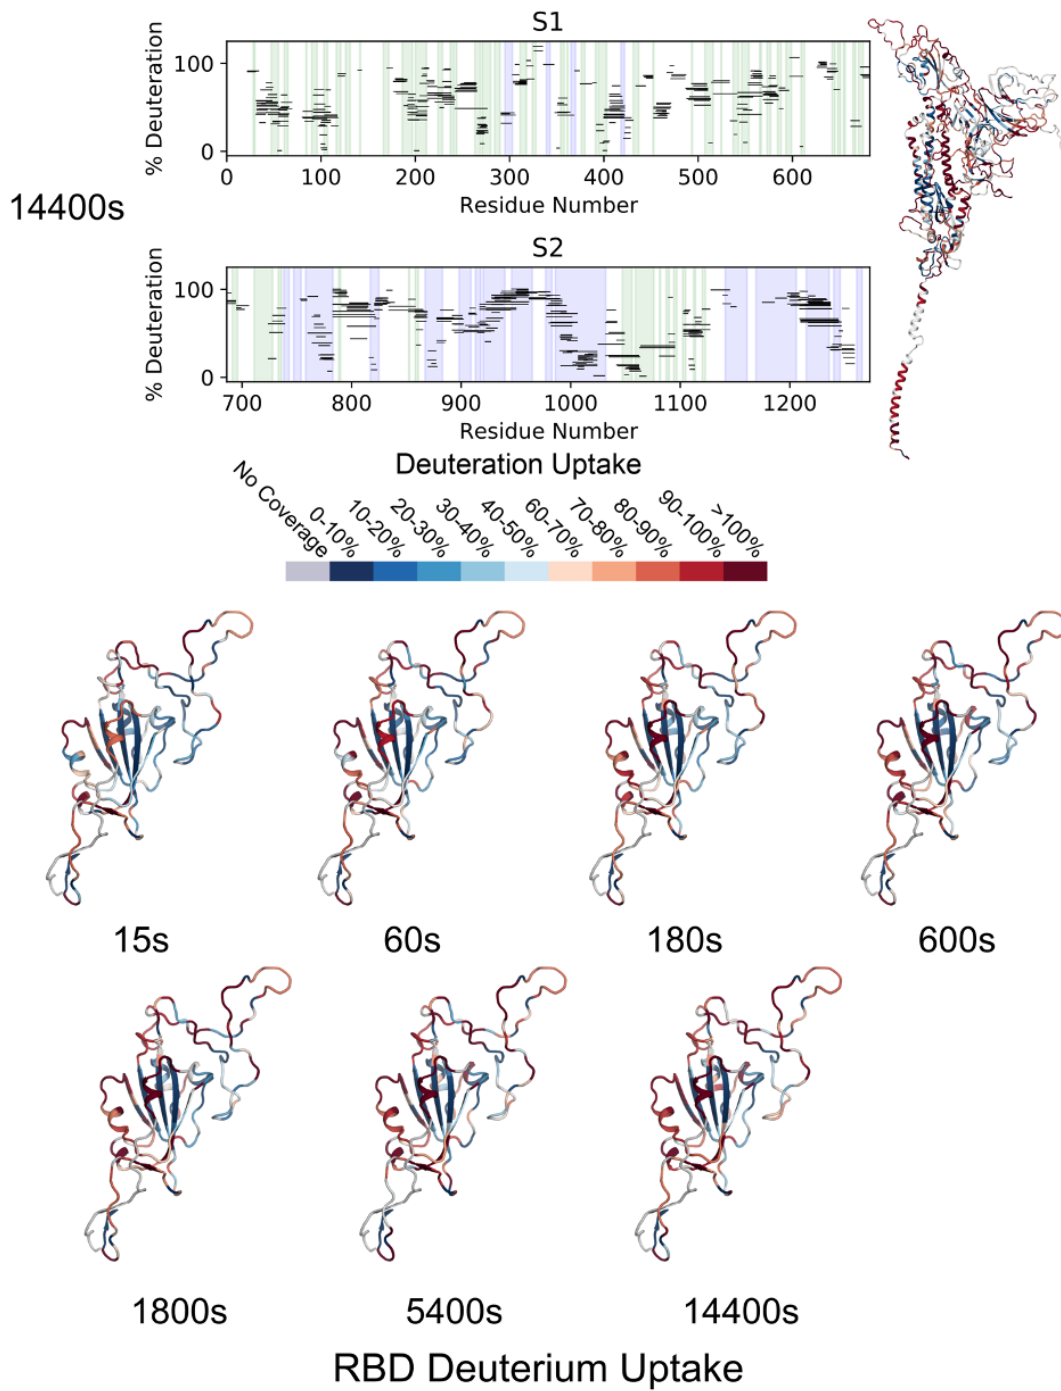 S1
% Deuteration
100
0
0 100 200 300 400 500 600
Residue Number
14400s
S2
% Deuteration
100
0
700 800 900 1000 1100 1200
Residue Number
Deuteration Uptake
No Coverage 0-10% 10-20% 20-30% 30-40% 40-50% 60-70% 70-80% 80-90% 90-100% >100%
15s 60s 180s 600s
1800s 5400s 14400s
RBD Deuterium Uptake